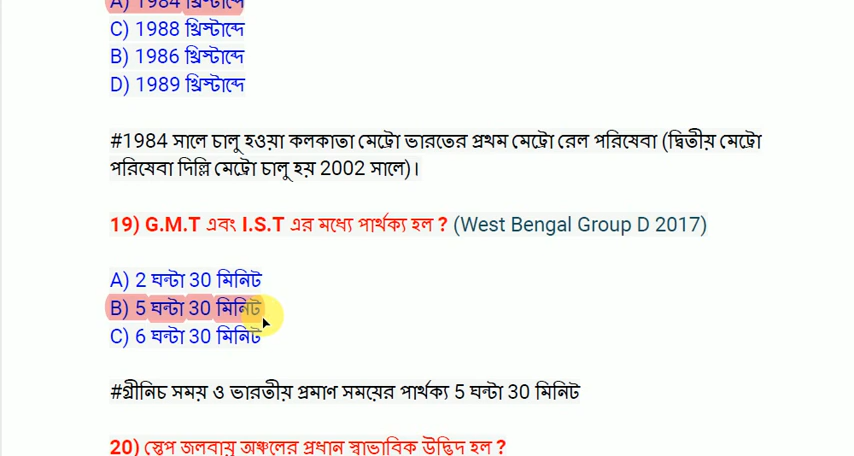 A) 1984 খ্রিস্টাব্দে
C) 1988 খ্রিস্টাব্দে
B) 1986 খ্রিস্টাব্দে
D) 1989 খ্রিস্টাব্দে
#1984 সালে চালু হওয়া কলকাতা মেট্রো ভারতের প্রথম মেট্রো রেল পরিষেবা (দ্বিতীয় মেট্রো
পরিষেবা দিল্লি মেট্রো চালু হয় 2002 সালে)।
19) G.M.T এবং I.S.T এর মধ্যে পার্থক্য হল ? (West Bengal Group D 2017)
A) 2 ঘন্টা 30 মিনিট
B) 5 ঘন্টা 30 মিনিট
C) 6 ঘন্টা 30 মিনিট
#গ্রীনিচ সময় ও ভারতীয় প্রমাণ সময়ের পার্থক্য 5 ঘন্টা 30 মিনিট
20) স্তেপ জলবায়ু অঞ্চলের প্রধান স্বাভাবিক উদ্ভিদ হল ?